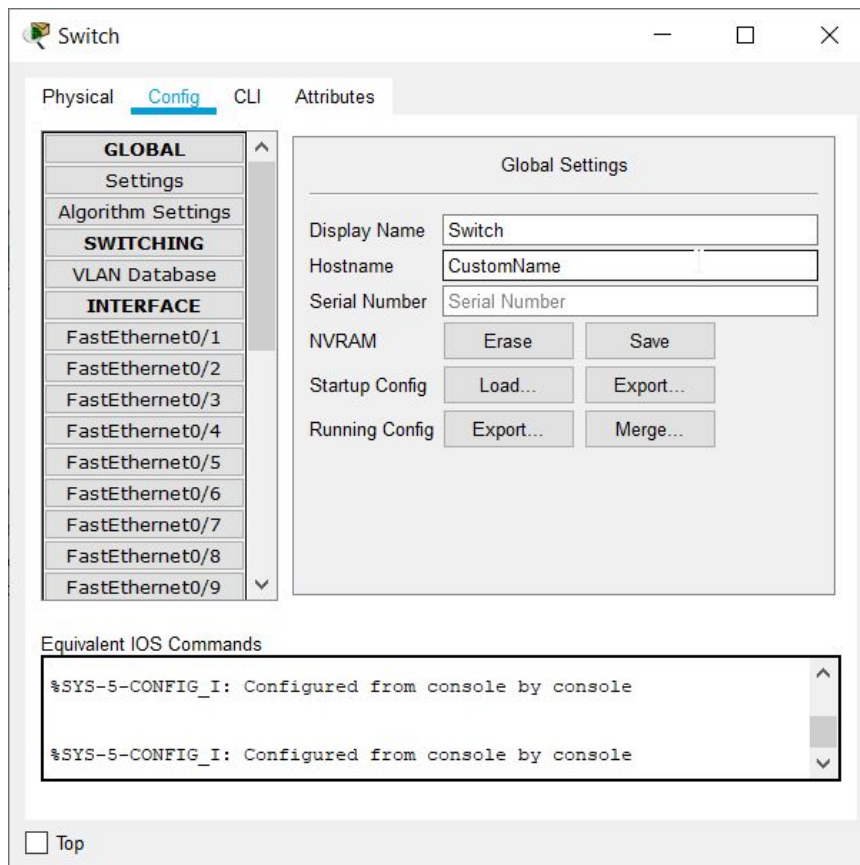 Switch
Physical Config CLI Attributes
GLOBAL
Settings
Algorithm Settings
SWITCHING
VLAN Database
INTERFACE
FastEthernet0/1
FastEthernet0/2
FastEthernet0/3
FastEthernet0/4
FastEthernet0/5
FastEthernet0/6
FastEthernet0/7
FastEthernet0/8
FastEthernet0/9
Global Settings
Display Name Switch
Hostname CustomName
Serial Number Serial Number
NVRAM Erase Save
Startup Config Load... Export...
Running Config Export... Merge...
Equivalent IOS Commands
%SYS-5-CONFIG_I: Configured from console by console
%SYS-5-CONFIG_I: Configured from console by console
Top